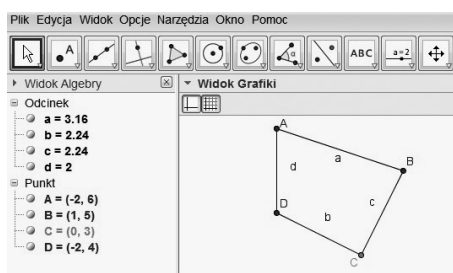 Plik Edycja Widok Opcje Narzędzia Okno Pomoc
A α ABC a=2
Widok Algebry
Odcinek
a = 3.16
b = 2.24
c = 2.24
d = 2
Punkt
A = (-2, 6)
B = (1, 5)
C = (0, 3)
D = (-2, 4)
Widok Grafiki
A
a
B
d
c
D
b
C